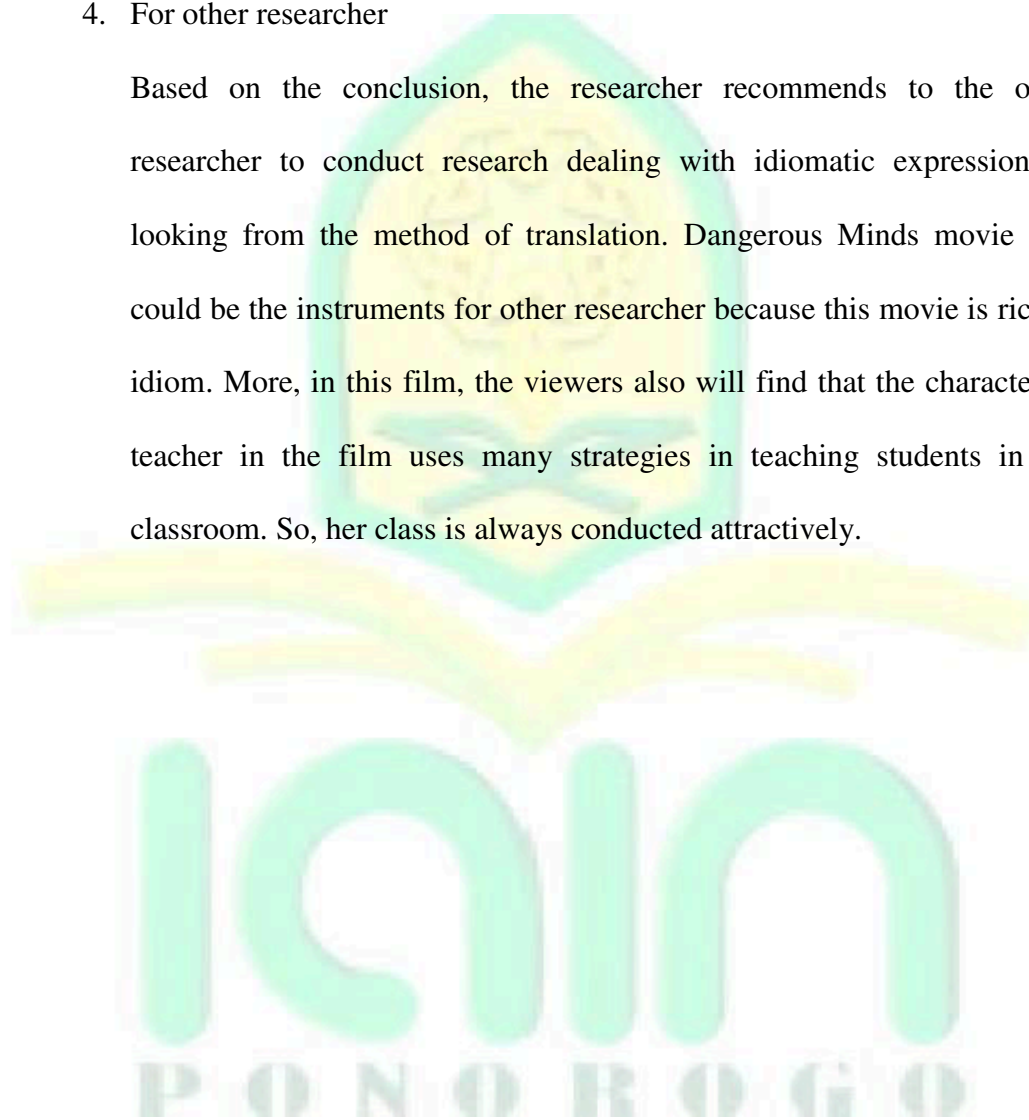 4. For other researcher
Based on the conclusion, the researcher recommends to the o
researcher to conduct research dealing with idiomatic expression
looking from the method of translation. Dangerous Minds movie
could be the instruments for other researcher because this movie is ric
idiom. More, in this film, the viewers also will find that the characte
teacher in the film uses many strategies in teaching students in
classroom. So, her class is always conducted attractively.
iain
PONOROGO